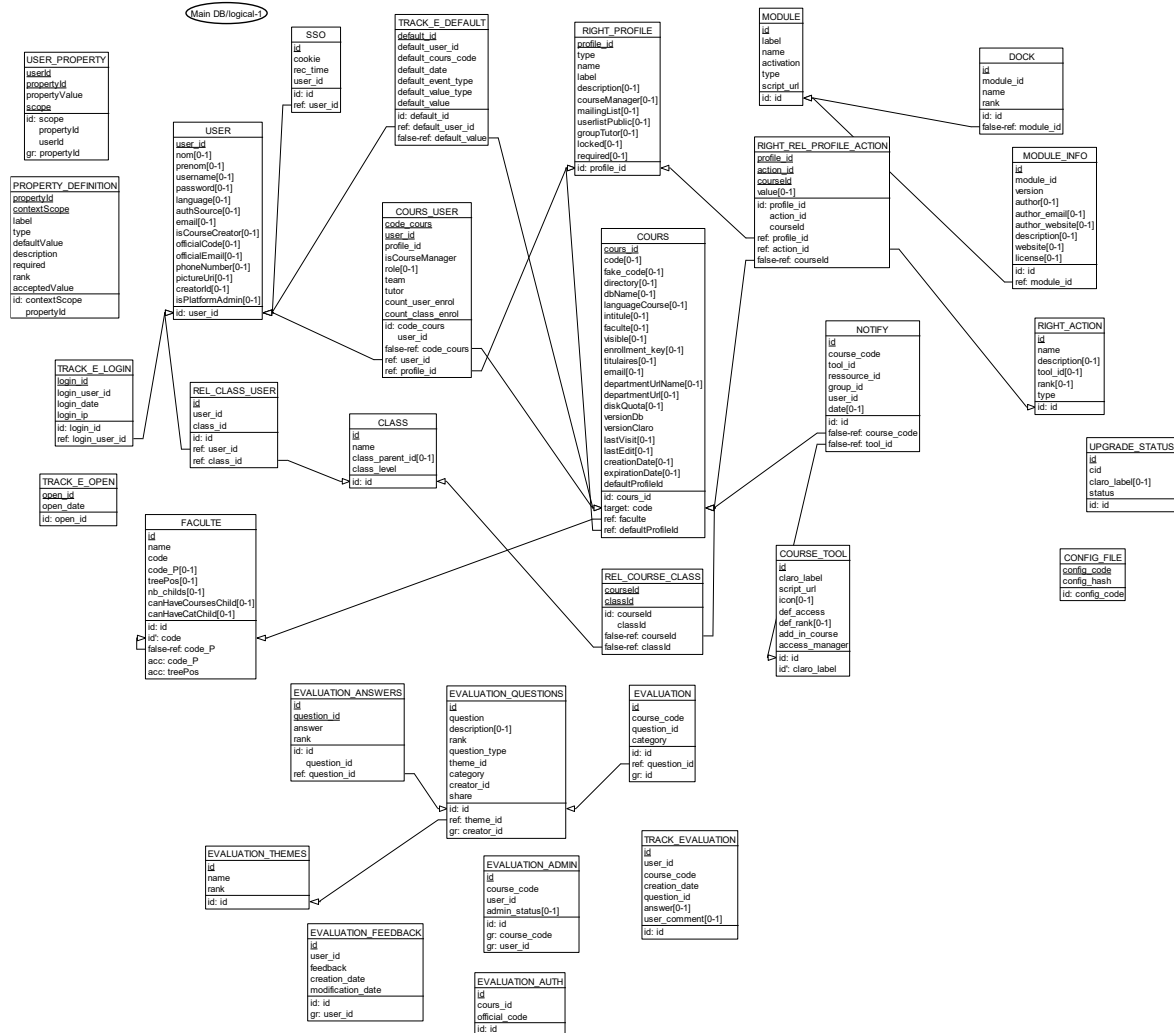 Main DB/logical-1
USER_PROPERTY
userId
propertyId
propertyValue
scope
id: scope
propertyId
userId
gr: propertyId
PROPERTY_DEFINITION
propertyId
contextScope
label
type
defaultValue
description
required
rank
acceptedValue
id: contextScope
propertyId
USER
user_id
nom[0-1]
prenom[0-1]
username[0-1]
password[0-1]
language[0-1]
authSource[0-1]
email[0-1]
isCourseCreator[0-1]
officialCode[0-1]
officialEmail[0-1]
phoneNumber[0-1]
pictureUri[0-1]
creatorId[0-1]
isPlatformAdmin[0-1]
id: user_id
SSO
id
cookie
rec_time
user_id
id: id
ref: user_id
TRACK_E_DEFAULT
default_id
default_user_id
default_cours_code
default_date
default_event_type
default_value_type
default_value
id: default_id
ref: default_user_id
false-ref: default_value
RIGHT_PROFILE
profile_id
type
name
label
description[0-1]
courseManager[0-1]
mailingList[0-1]
userlistPublic[0-1]
groupTutor[0-1]
locked[0-1]
required[0-1]
id: profile_id
MODULE
id
label
name
activation
type
script_url
id: id
DOCK
id
module_id
name
rank
id: id
false-ref: module_id
RIGHT_REL_PROFILE_ACTION
profile_id
action_id
courseId
value[0-1]
id: profile_id
action_id
courseId
ref: profile_id
ref: action_id
false-ref: courseId
MODULE_INFO
id
module_id
version
author[0-1]
author_email[0-1]
author_website[0-1]
description[0-1]
website[0-1]
license[0-1]
id: id
ref: module_id
COURS_USER
code_cours
user_id
profile_id
isCourseManager
role[0-1]
team
tutor
count_user_enrol
count_class_enrol
id: code_cours
user_id
false-ref: code_cours
ref: user_id
ref: profile_id
COURS
cours_id
code[0-1]
fake_code[0-1]
directory[0-1]
dbName[0-1]
languageCourse[0-1]
intitule[0-1]
faculte[0-1]
visible[0-1]
enrollment_key[0-1]
titulaires[0-1]
email[0-1]
departmentUrlName[0-1]
departmentUrl[0-1]
diskQuota[0-1]
versionDb
versionClaro
lastVisit[0-1]
lastEdit[0-1]
creationDate[0-1]
expirationDate[0-1]
defaultProfileId
id: cours_id
target: code
ref: faculte
ref: defaultProfileId
NOTIFY
id
course_code
tool_id
ressource_id
group_id
user_id
date[0-1]
id: id
false-ref: course_code
false-ref: tool_id
RIGHT_ACTION
id
name
description[0-1]
tool_id[0-1]
rank[0-1]
type
id: id
TRACK_E_LOGIN
login_id
login_user_id
login_date
login_ip
id: login_id
ref: login_user_id
REL_CLASS_USER
id
user_id
class_id
id: id
ref: user_id
ref: class_id
CLASS
id
name
class_parent_id[0-1]
class_level
id: id
UPGRADE_STATUS
id
cid
claro_label[0-1]
status
id: id
TRACK_E_OPEN
open_id
open_date
id: open_id
FACULTE
id
name
code
code_P[0-1]
treePos[0-1]
nb_childs[0-1]
canHaveCoursesChild[0-1]
canHaveCatChild[0-1]
id: id
id': code
false-ref: code_P
acc: code_P
acc: treePos
REL_COURSE_CLASS
courseId
classId
id: courseId
classId
false-ref: courseId
false-ref: classId
COURSE_TOOL
id
claro_label
script_url
icon[0-1]
def_access
def_rank[0-1]
add_in_course
access_manager
id: id
id': claro_label
CONFIG_FILE
config_code
config_hash
id: config_code
EVALUATION_ANSWERS
id
question_id
answer
rank
id: id
question_id
ref: question_id
EVALUATION_QUESTIONS
id
question
description[0-1]
rank
question_type
theme_id
category
creator_id
share
id: id
ref: theme_id
gr: creator_id
EVALUATION
id
course_code
question_id
category
id: id
ref: question_id
gr: id
EVALUATION_THEMES
id
name
rank
id: id
EVALUATION_ADMIN
id
course_code
user_id
admin_status[0-1]
id: id
gr: course_code
gr: user_id
TRACK_EVALUATION
id
user_id
course_code
creation_date
question_id
answer[0-1]
user_comment[0-1]
id: id
EVALUATION_FEEDBACK
id
user_id
feedback
creation_date
modification_date
id: id
gr: user_id
EVALUATION_AUTH
id
cours_id
official_code
id: id